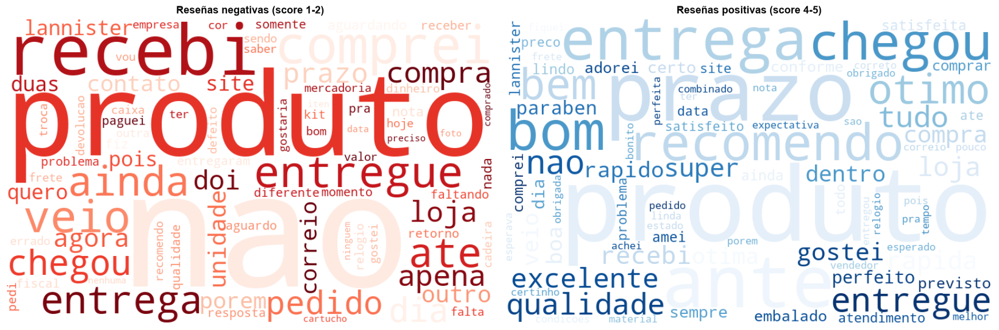 Reseñas negativas (score 1-2)
lannister
empresa
cor
somente
aguardando
receber
recebi
comprei
sendo
saber
vou
prazo
compra
duas
contato
site
mercadoria
dinheiro
produto
troca
devolucao
caixa
paguei
outra
fiz
ter
defeito
gostaria
iten
kit
bom
pra
nota
data
hoje
preciso
foto
comprado
problema
pois
entregaram
valor
frete
ainda
doi
entregue
nada
quero
diferente
momento
faltando
veio
nao
unidade
aguardo
correio
loja
errado
agora
recomendo
qualidade
ninguem
relogio
gostei
retorno
ate
cadeira
chegou
apena
pedi
fiscal
nenhuma
entrega
porem
resposta
pedido
cartucho
dia
outro
falta
Reseñas positivas (score 4-5)
lannister
fiquei
preco
frete
entrega
chegou
satisfeita
lindo
adorei
certo
site
conforme
correto
obrigado
comprar
bem
prazo
otimo
combinado
nota
ter
perfeita
data
paraben
tudo
ate
bom
satisfeito
expectativa
sao
bonito
recomendo
compra
correio
pouco
comprei
nao
rapido
super
ainda
dentro
loja
dia
obrigada
problema
produto
pedido
linda
estado
amei
achei
todo
entregou
relogio
pois
pra
tempo
esperava
veio
boa
recebi
otima
porem
gostei
esperado
rapida
vendedor
excelente
ante
perfeito
previsto
certinho
qualidade
entregue
condicoes
material
sempre
embalado
atendimento
melhor